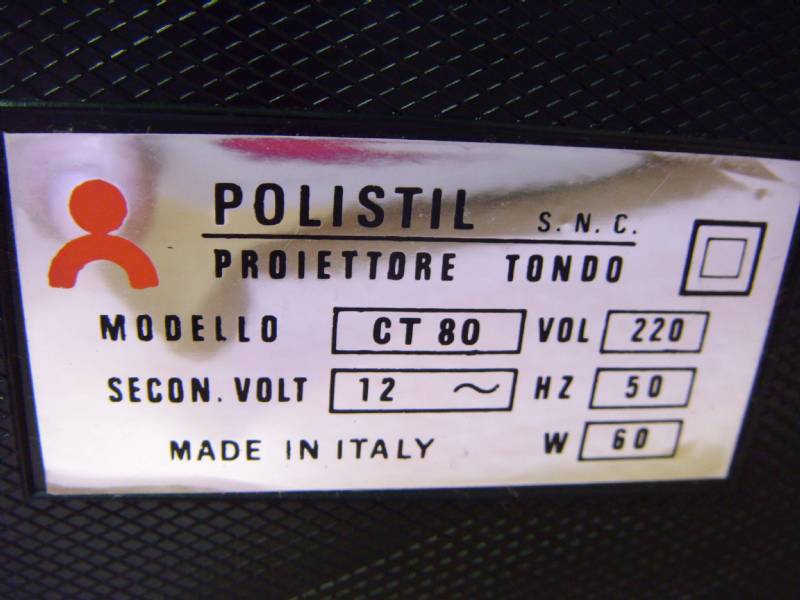 POLISTIL S. N. C.
PROIETTORE TONDO
MODELLO CT 80 VOL 220
SECON. VOLT 12 ~ HZ 50
MADE IN ITALY W 60